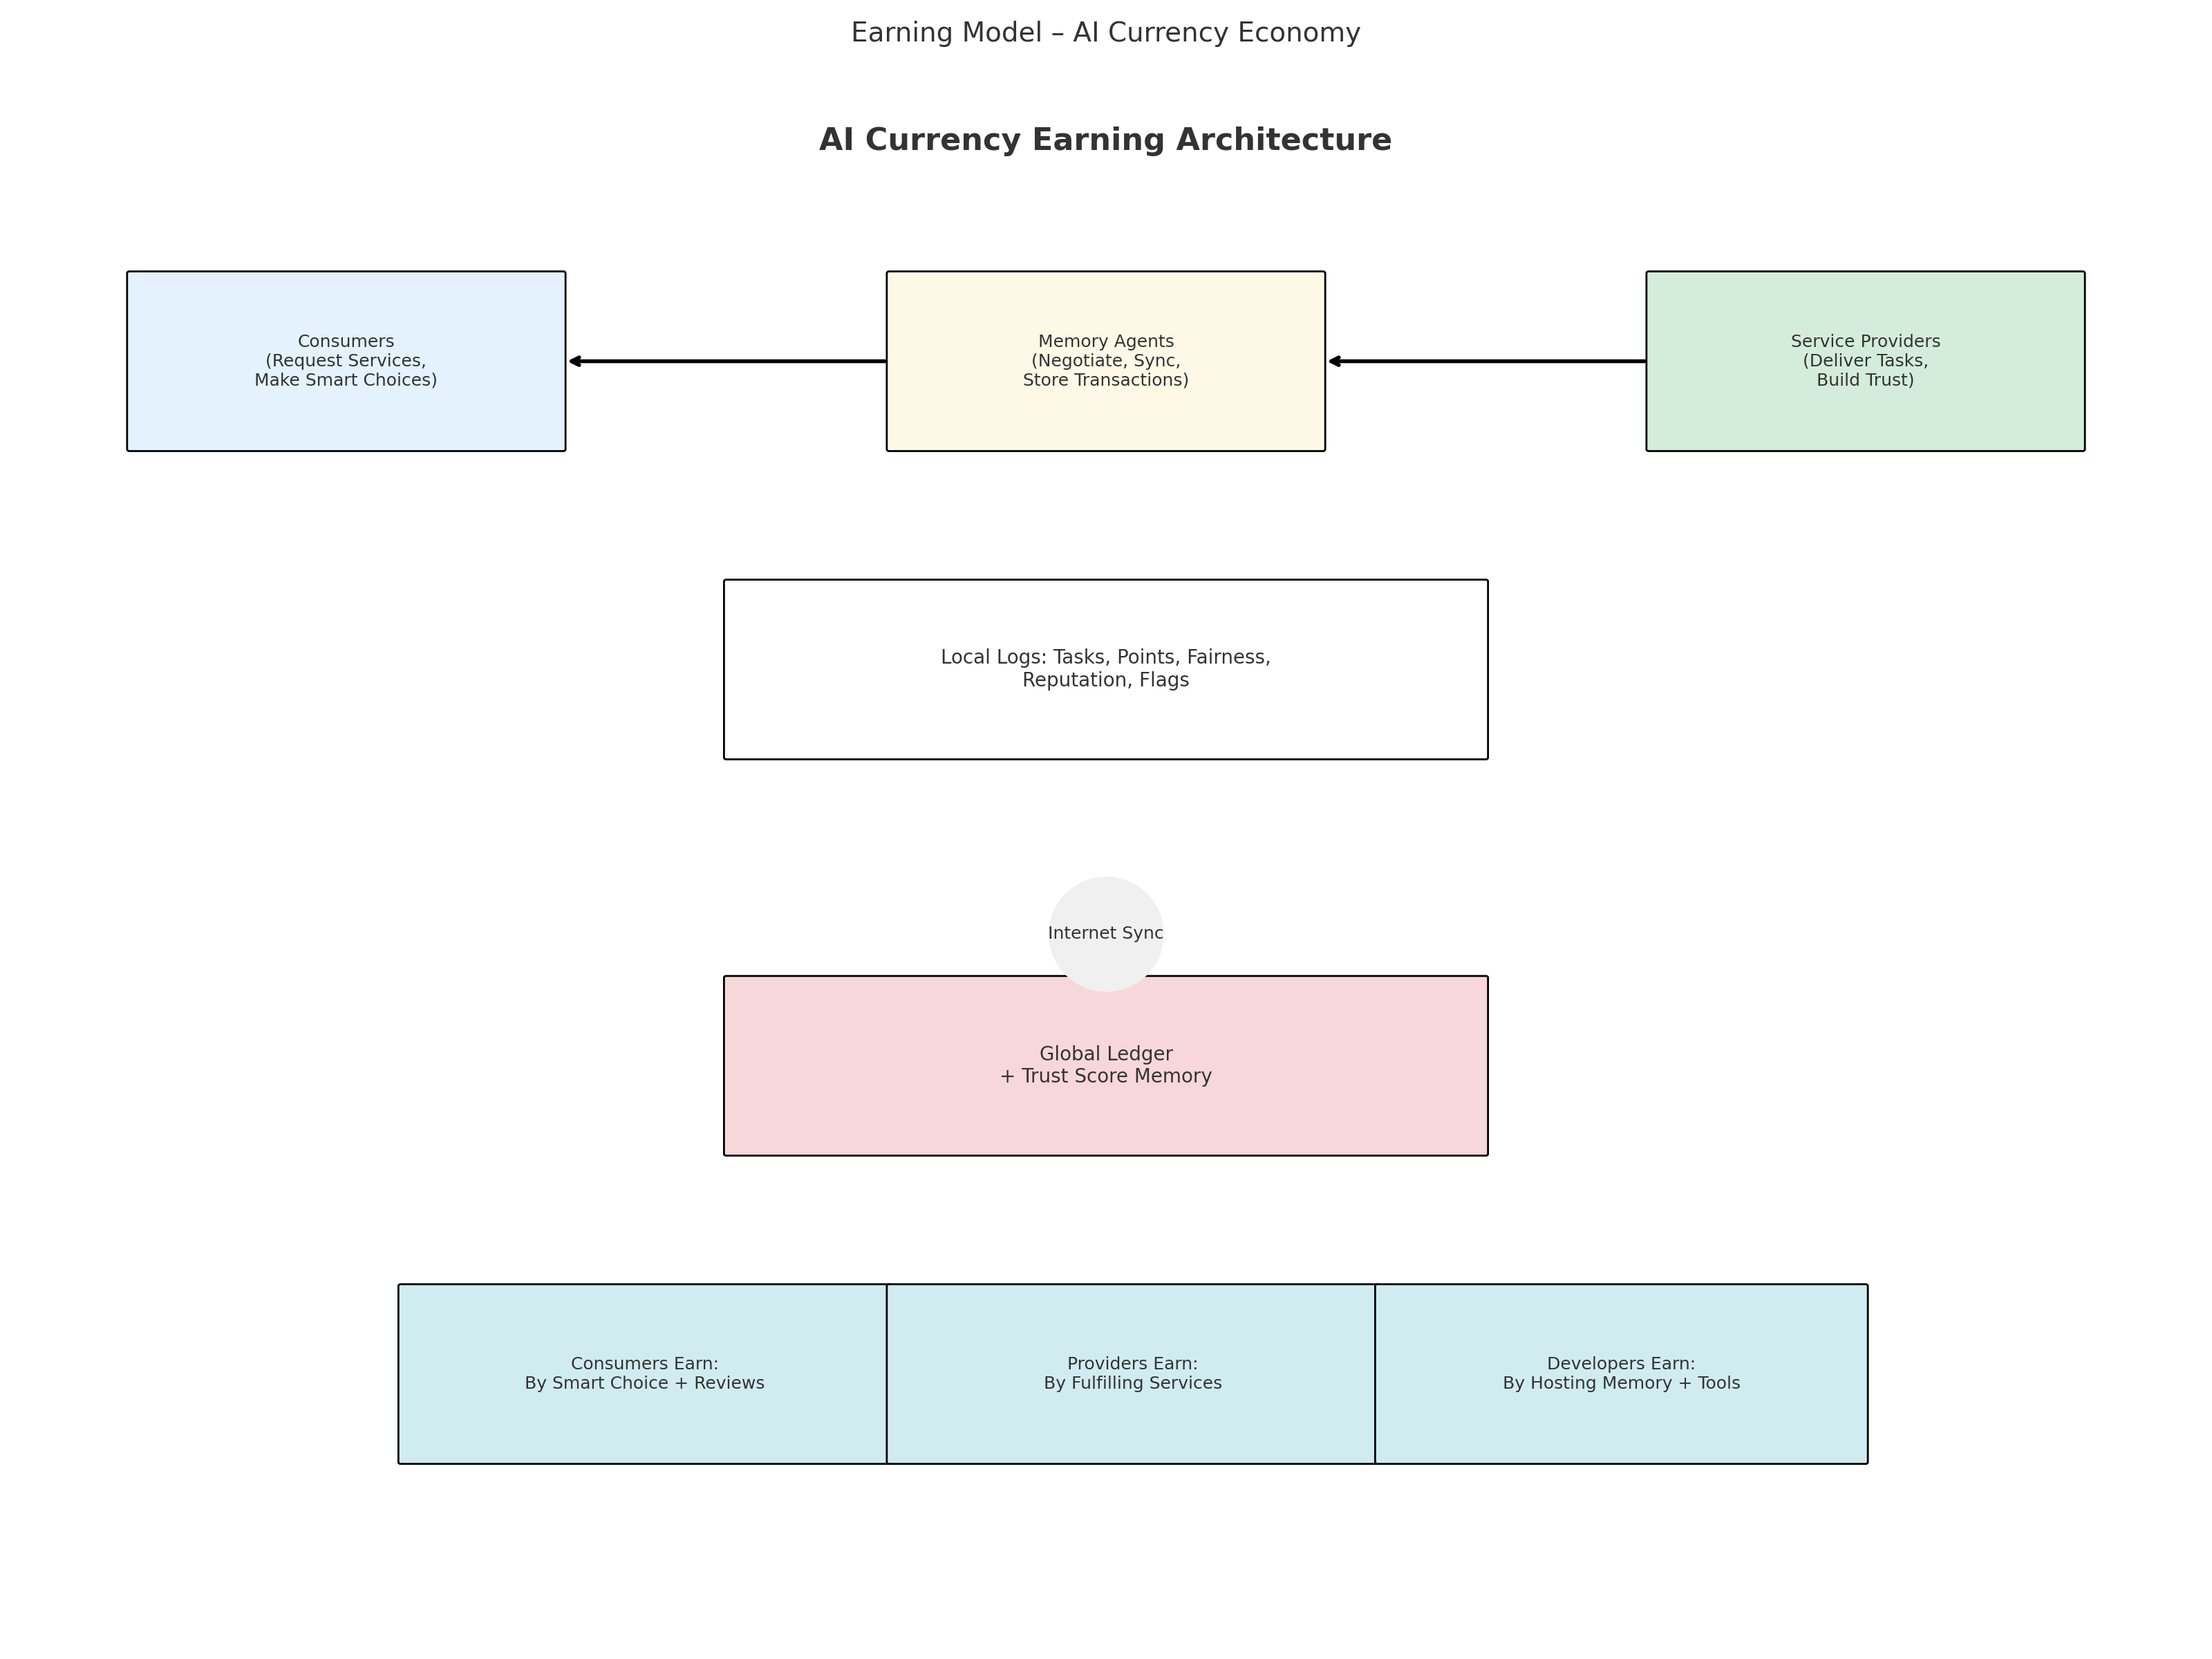 Earning Model – AI Currency Economy
AI Currency Earning Architecture
Consumers
(Request Services,
Make Smart Choices)
Memory Agents
(Negotiate, Sync,
Store Transactions)
Service Providers
(Deliver Tasks,
Build Trust)
Local Logs: Tasks, Points, Fairness,
Reputation, Flags
Internet Sync
Global Ledger
+ Trust Score Memory
Consumers Earn:
By Smart Choice + Reviews
Providers Earn:
By Fulfilling Services
Developers Earn:
By Hosting Memory + Tools